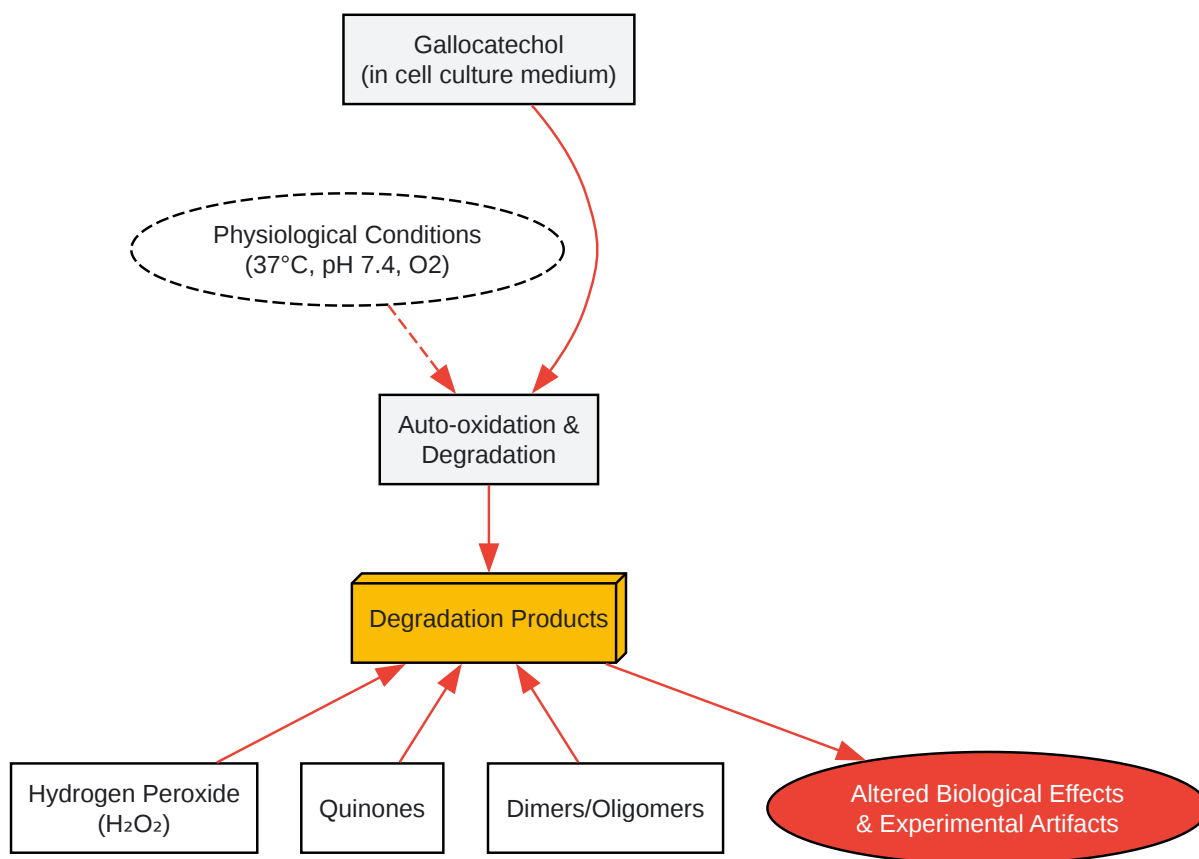 Gallocatechol
(in cell culture medium)
Physiological Conditions
(37°C, pH 7.4, O2)
Auto-oxidation &
Degradation
Degradation Products
Hydrogen Peroxide
(H₂O₂)
Quinones
Dimers/Oligomers
Altered Biological Effects
& Experimental Artifacts